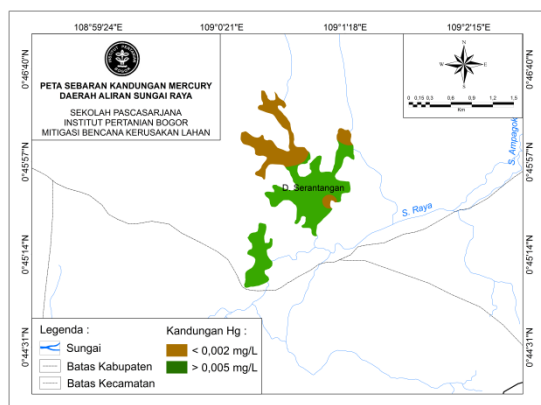 108°59'24"E 109°0'21"E 109°1'18"E 109°2'15"E
0°46'40"N 0°46'40"N
INSTITUT PERTANIAN BOGOR
PETA SEBARAN KANDUNGAN MERCURY
DAERAH ALIRAN SUNGAI RAYA
SEKOLAH PASCASARJANA
INSTITUT PERTANIAN BOGOR
MITIGASI BENCANA KERUSAKAN LAHAN
N
W E
S
0 0,15 0,3 0,6 0,9 1,2 1,5
Km
0°45'57"N 0°45'57"N
S. Ampagok
D. Serantangan
S. Raya
0°45'14"N 0°45'14"N
Legenda :
Sungai
Batas Kabupaten
Batas Kecamatan
Kandungan Hg :
< 0,002 mg/L
> 0,005 mg/L
0°44'31"N 0°44'31"N